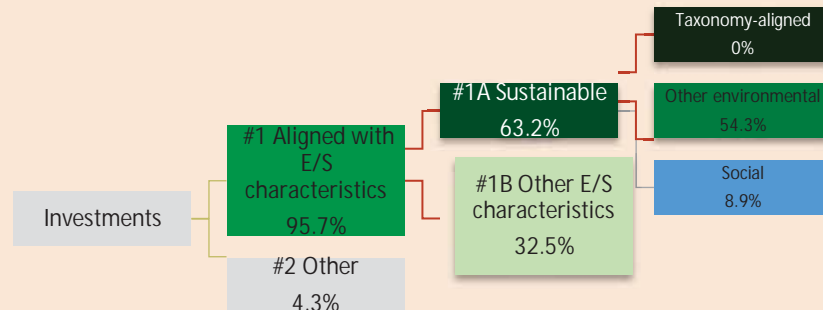 Investments
#1 Aligned with
E/S
characteristics
95.7%
#2 Other
4.3%
#1A Sustainable
63.2%
#1B Other E/S
characteristics
32.5%
Taxonomy-aligned
0%
Other environmental
54.3%
Social
8.9%